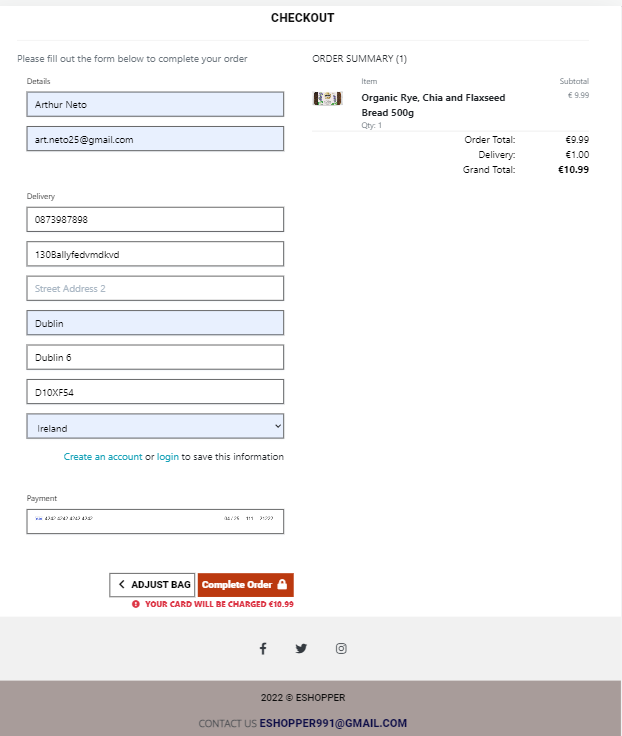 CHECKOUT
Please fill out the form below to complete your order
Details
Arthur Neto
art.neto25@gmail.com
Delivery
0873987898
130Ballyfedvmdkvd
Street Address 2
Dublin
Dublin 6
D10XF54
Ireland
Create an account or login to save this information
Payment
4242 4242 4242 4242 04 / 25 111 21222
ADJUST BAG Complete Order
YOUR CARD WILL BE CHARGED €10.99
ORDER SUMMARY (1)
Item Subtotal
Organic Rye, Chia and Flaxseed € 9.99
Bread 500g
Qty: 1
Order Total: €9.99
Delivery: €1.00
Grand Total: €10.99
2022 © ESHOPPER
CONTACT US ESHOPPER991@GMAIL.COM